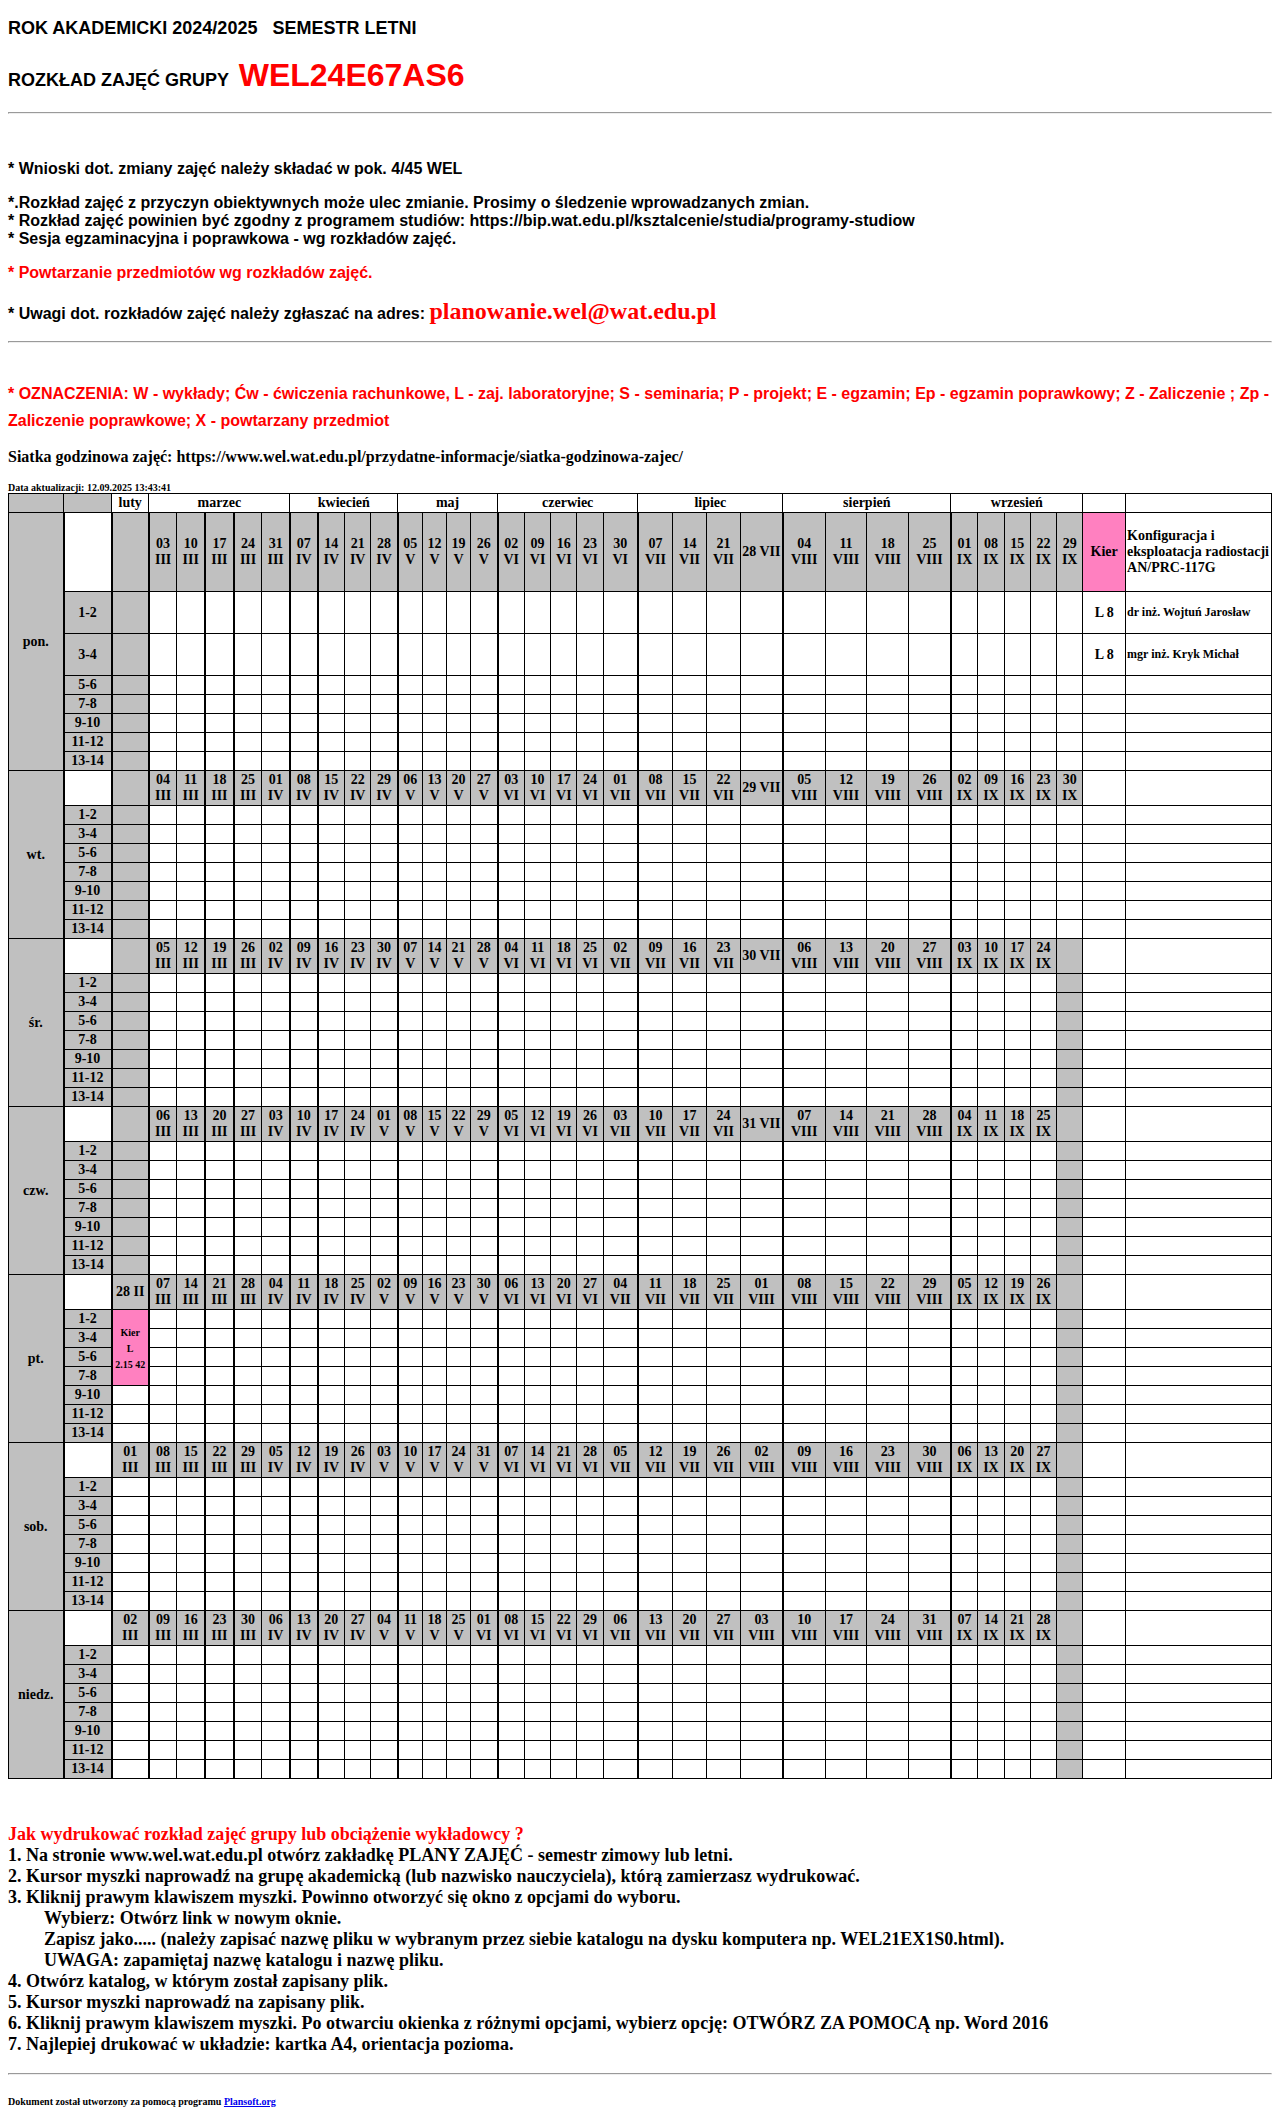 ROK AKADEMICKI 2024/2025 SEMESTR LETNI
ROZKŁAD ZAJĘĆ GRUPY WEL24E67AS6
* Wnioski dot. zmiany zajęć należy składać w pok. 4/45 WEL
*.Rozkład zajęć z przyczyn obiektywnych może ulec zmianie. Prosimy o śledzenie wprowadzanych zmian.
* Rozkład zajęć powinien być zgodny z programem studiów: https://bip.wat.edu.pl/ksztalcenie/studia/programy-studiow
* Sesja egzaminacyjna i poprawkowa - wg rozkładów zajęć.
* Powtarzanie przedmiotów wg rozkładów zajęć.
* Uwagi dot. rozkładów zajęć należy zgłaszać na adres: planowanie.wel@wat.edu.pl
* OZNACZENIA: W - wykłady; Ćw - ćwiczenia rachunkowe, L - zaj. laboratoryjne; S - seminaria; P - projekt; E - egzamin; Ep - egzamin poprawkowy; Z - Zaliczenie ; Zp -
Zaliczenie poprawkowe; X - powtarzany przedmiot
Siatka godzinowa zajęć: https://www.wel.wat.edu.pl/przydatne-informacje/siatka-godzinowa-zajec/
Data aktualizacji: 12.09.2025 13:43:41
luty marzec kwiecień maj czerwiec lipiec sierpień wrzesień
pon. 03 III 10 III 17 III 24 III 31 III 07 IV 14 IV 21 IV 28 IV 05 V 12 V 19 V 26 V 02 VI 09 VI 16 VI 23 VI 30 VI 07 VII 14 VII 21 VII 28 VII 04 VIII 11 VIII 18 VIII 25 VIII 01 IX 08 IX 15 IX 22 IX 29 IX Kier Konfiguracja i eksploatacja radiostacji AN/PRC-117G
1-2 L 8 dr inż. Wojtuń Jarosław
3-4 L 8 mgr inż. Kryk Michał
5-6
7-8
9-10
11-12
13-14
wt. 04 III 11 III 18 III 25 III 01 IV 08 IV 15 IV 22 IV 29 IV 06 V 13 V 20 V 27 V 03 VI 10 VI 17 VI 24 VI 01 VII 08 VII 15 VII 22 VII 29 VII 05 VIII 12 VIII 19 VIII 26 VIII 02 IX 09 IX 16 IX 23 IX 30 IX
1-2
3-4
5-6
7-8
9-10
11-12
13-14
śr. 05 III 12 III 19 III 26 III 02 IV 09 IV 16 IV 23 IV 30 IV 07 V 14 V 21 V 28 V 04 VI 11 VI 18 VI 25 VI 02 VII 09 VII 16 VII 23 VII 30 VII 06 VIII 13 VIII 20 VIII 27 VIII 03 IX 10 IX 17 IX 24 IX
1-2
3-4
5-6
7-8
9-10
11-12
13-14
czw. 06 III 13 III 20 III 27 III 03 IV 10 IV 17 IV 24 IV 01 V 08 V 15 V 22 V 29 V 05 VI 12 VI 19 VI 26 VI 03 VII 10 VII 17 VII 24 VII 31 VII 07 VIII 14 VIII 21 VIII 28 VIII 04 IX 11 IX 18 IX 25 IX
1-2
3-4
5-6
7-8
9-10
11-12
13-14
pt. 28 II 07 III 14 III 21 III 28 III 04 IV 11 IV 18 IV 25 IV 02 V 09 V 16 V 23 V 30 V 06 VI 13 VI 20 VI 27 VI 04 VII 11 VII 18 VII 25 VII 01 VIII 08 VIII 15 VIII 22 VIII 29 VIII 05 IX 12 IX 19 IX 26 IX
1-2 Kier
3-4 L
5-6 2.15 42
7-8
9-10
11-12
13-14
sob. 01 III 08 III 15 III 22 III 29 III 05 IV 12 IV 19 IV 26 IV 03 V 10 V 17 V 24 V 31 V 07 VI 14 VI 21 VI 28 VI 05 VII 12 VII 19 VII 26 VII 02 VIII 09 VIII 16 VIII 23 VIII 30 VIII 06 IX 13 IX 20 IX 27 IX
1-2
3-4
5-6
7-8
9-10
11-12
13-14
niedz. 02 III 09 III 16 III 23 III 30 III 06 IV 13 IV 20 IV 27 IV 04 V 11 V 18 V 25 V 01 VI 08 VI 15 VI 22 VI 29 VI 06 VII 13 VII 20 VII 27 VII 03 VIII 10 VIII 17 VIII 24 VIII 31 VIII 07 IX 14 IX 21 IX 28 IX
1-2
3-4
5-6
7-8
9-10
11-12
13-14
Jak wydrukować rozkład zajęć grupy lub obciążenie wykładowcy ?
1. Na stronie www.wel.wat.edu.pl otwórz zakładkę PLANY ZAJĘĆ - semestr zimowy lub letni.
2. Kursor myszki naprowadź na grupę akademicką (lub nazwisko nauczyciela), którą zamierzasz wydrukować.
3. Kliknij prawym klawiszem myszki. Powinno otworzyć się okno z opcjami do wyboru.
Wybierz: Otwórz link w nowym oknie.
Zapisz jako..... (należy zapisać nazwę pliku w wybranym przez siebie katalogu na dysku komputera np. WEL21EX1S0.html).
UWAGA: zapamiętaj nazwę katalogu i nazwę pliku.
4. Otwórz katalog, w którym został zapisany plik.
5. Kursor myszki naprowadź na zapisany plik.
6. Kliknij prawym klawiszem myszki. Po otwarciu okienka z różnymi opcjami, wybierz opcję: OTWÓRZ ZA POMOCĄ np. Word 2016
7. Najlepiej drukować w układzie: kartka A4, orientacja pozioma.
Dokument został utworzony za pomocą programu Plansoft.org